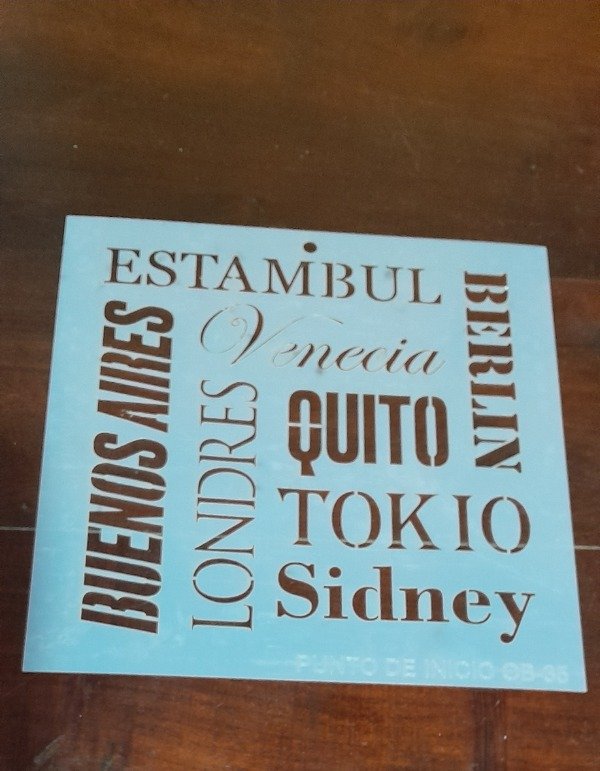 ESTAMBUL
Venecia
BERLIN
BUENOS AIRES
LONDRES
QUITO
TOKIO
Sidney
PUNTO DE INICIO OB-35